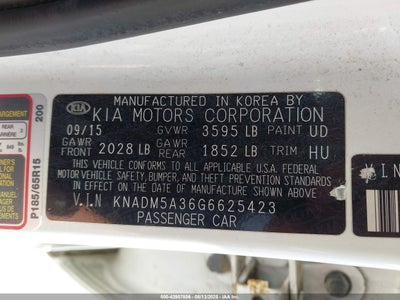 MANUFACTURED IN KOREA BY
KIA KIA MOTORS CORPORATION
09/15 GVWR 3595 LB PAINT UD
GAWR FRONT 2028 LB GAWR REAR 1852 LB TRIM HU
THIS VEHICLE CONFORMS TO ALL APPLICABLE U.S.A. FEDERAL
MOTOR VEHICLE SAFETY, BUMPER, AND THEFT PREVENTION STANDARDS
IN EFFECT ON THE DATE OF MANUFACTURE SHOWN ABOVE.
V.I.N KNADM5A36G6625423
PASSENGER CAR
REAR
P185/65R15
200
VIN